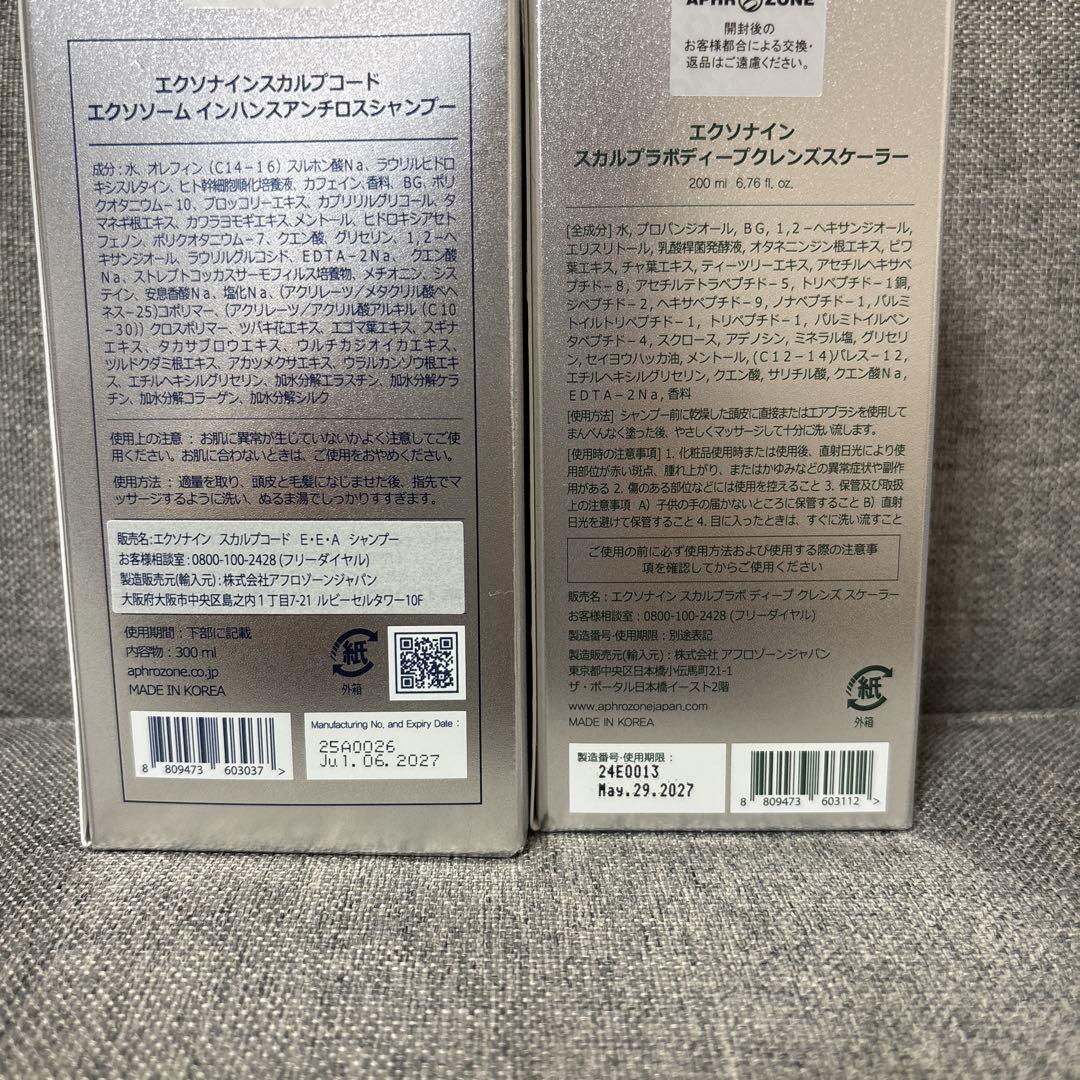 エクソナインスカルプコード
エクソソーム インハンスアンチロスシャンプー
成分：水、オレフィン（C14－16）スルホン酸Na、ラウリルヒドロ
キシスルタイン、ヒト幹細胞順化培養液、カフェイン、香料、BG、ポリ
クオタニウム－10、ブロッコリーエキス、カプリリルグリコール、タ
マネギ根エキス、カワラヨモギエキス、メントール、ヒドロキシアセト
フェノン、ポリクオタニウム－7、クエン酸、グリセリン、1，2－ヘ
キサンジオール、ラウリルグルコシド、EDTA－2Na、クエン酸
Na、ストレプトコッカスサーモフィルス培養物、メチオニン、シス
テイン、安息香酸Na、塩化Na、（アクリレーツ／メタクリル酸ベヘ
ネス－25）コポリマー、（アクリレーツ／アクリル酸アルキル（C10
－30））クロスポリマー、ツバキ花エキス、エゴマ葉エキス、スギナ
エキス、タカサブロウエキス、ウルチカジオイカエキス、
ツルドクダミ根エキス、アカツメクサエキス、ウラルカンゾウ根エキ
ス、エチルヘキシルグリセリン、加水分解エラスチン、加水分解ケラ
チン、加水分解コラーゲン、加水分解シルク
使用上の注意：お肌に異常が生じていないかよく注意してご使
用ください。お肌に合わないときは、ご使用をおやめください。
使用方法：適量を取り、頭皮と毛髪になじませた後、指先でマ
ッサージするように洗い、ぬるま湯でしっかりすすぎます。
販売名：エクソナイン スカルプコード E・E・A シャンプー
お客様相談室：0800-100-2428（フリーダイヤル）
製造販売元(輸入元)：株式会社アフロゾーンジャパン
大阪府大阪市中央区島之内1丁目7-21 ルビーセルタワー10F
使用期間：下部に記載
内容物：300 ml
aphrozone.co.jp
MADE IN KOREA
紙
外箱
8 809473 603037 >
Manufacturing No. and Expiry Date :
25A0026
Jul.06.2027
APHROZONE
開封後の
お客様都合による交換・
返品はご遠慮ください。
エクソナイン
スカルプラボディープクレンズスケーラー
200 ml 6.76 fl. oz.
[全成分] 水, プロパンジオール, BG, 1,2－ヘキサンジオール,
エリスリトール, 乳酸桿菌発酵液, オタネニンジン根エキス, ビワ
葉エキス, チャ葉エキス, ティーツリーエキス, アセチルヘキサペ
プチド－8, アセチルテトラペプチド－5, トリペプチド－1銅,
ジペプチド－2, ヘキサペプチド－9, ノナペプチド－1, パルミ
トイルトリペプチド－1, トリペプチド－1, パルミトイルペン
タペプチド－4, スクロース, アデノシン, ミネラル塩, グリセリ
ン, セイヨウハッカ油, メントール, (C12－14)パレス－12,
エチルヘキシルグリセリン, クエン酸, サリチル酸, クエン酸Na,
EDTA－2Na, 香料
[使用方法] シャンプー前に乾燥した頭皮に直接またはエアブラシを使用して
まんべんなく塗った後、やさしくマッサージして十分に洗い流します。
[使用時の注意事項] 1. 化粧品使用時または使用後、直射日光により使
用部位が赤い斑点、腫れ上がり、またはかゆみなどの異常症状や副作
用がある 2. 傷のある部位などには使用を控えること 3. 保管及び取扱
上の注意事項 A) 子供の手の届かないところに保管すること B) 直射
日光を避けて保管すること 4. 目に入ったときは、すぐに洗い流すこと
ご使用の前に必ず使用方法および使用する際の注意事
項を確認してからご使用ください
販売名：エクソナイン スカルプラボ ディープ クレンズ スケーラー
お客様相談室：0800-100-2428（フリーダイヤル）
製造番号・使用期限：別途表記
製造販売元(輸入元)：株式会社 アフロゾーンジャパン
東京都中央区日本橋小伝馬町21-1
ザ・ポータル日本橋イースト2階
www.aphrozonejapan.com
MADE IN KOREA
紙
外箱
製造番号・使用期限：
24E0013
May.29.2027
8 809473 603112 >